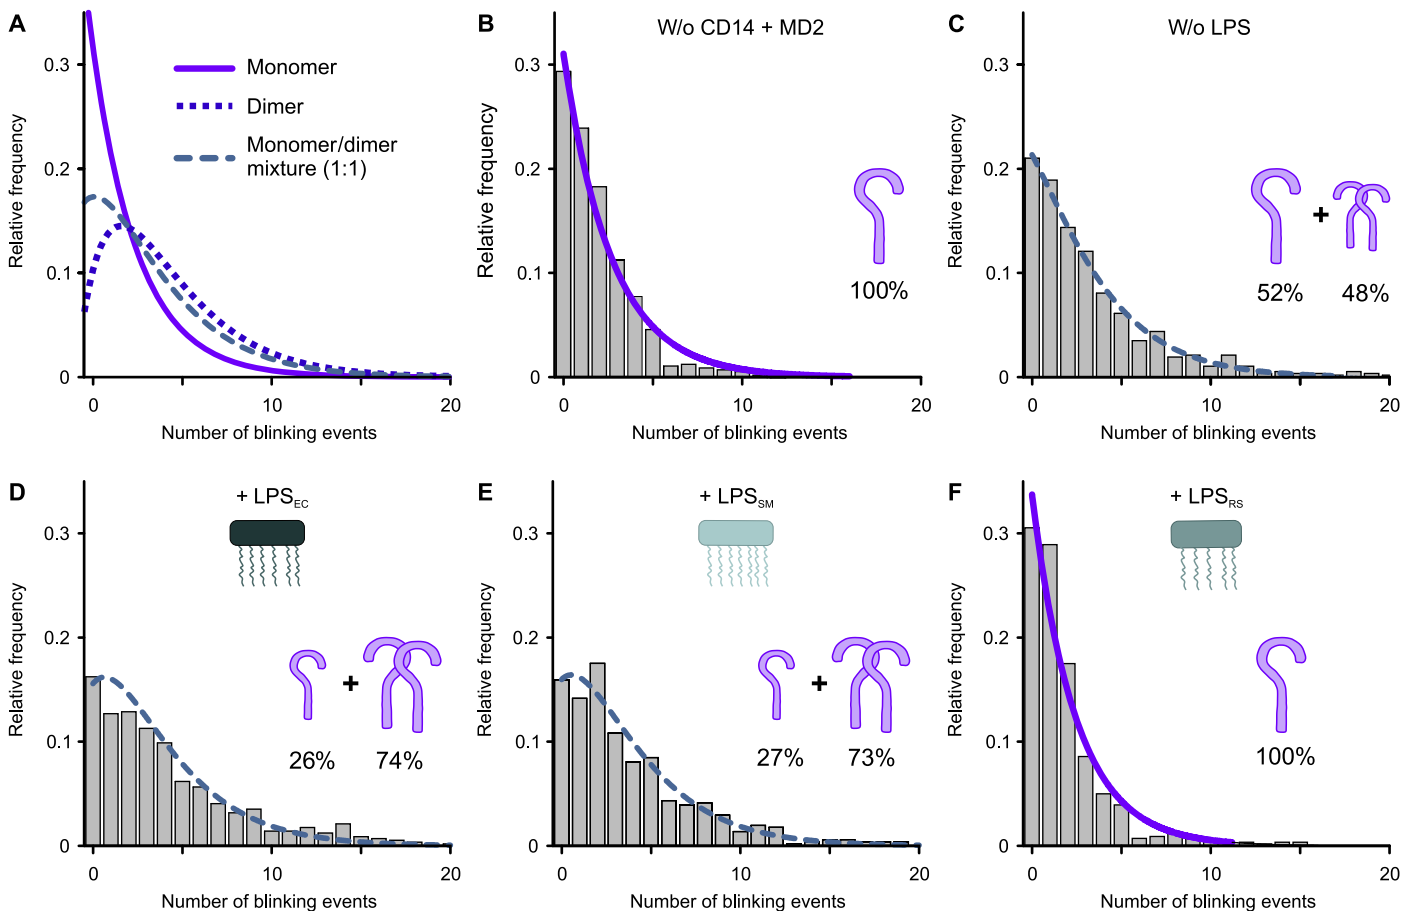 A
0.3
0.2
0.1
0
0
10
20
Relative frequency
Number of blinking events
Monomer
Dimer
Monomer/dimer
mixture (1:1)
B
W/o CD14 + MD2
0.3
0.2
0.1
0
0
10
20
Relative frequency
Number of blinking events
100%
C
W/o LPS
0.3
0.2
0.1
0
0
10
20
Relative frequency
Number of blinking events
+
52%
48%
D
+ LPSEC
0.3
0.2
0.1
0
0
10
20
Relative frequency
Number of blinking events
+
26%
74%
E
+ LPSSM
0.3
0.2
0.1
0
0
10
20
Relative frequency
Number of blinking events
+
27%
73%
F
+ LPSRS
0.3
0.2
0.1
0
0
10
20
Relative frequency
Number of blinking events
100%